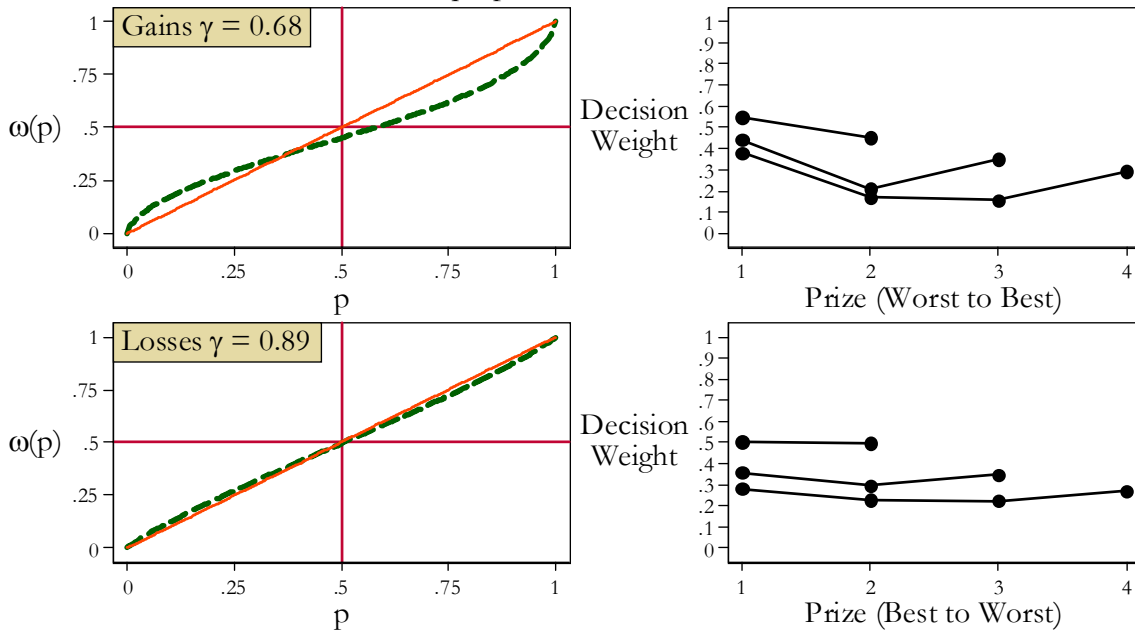 Gains γ = 0.68
1
.75
.5
.25
0
ω(p)
0 .25 .5 .75 1
p
Decision
Weight
1
.9
.8
.7
.6
.5
.4
.3
.2
.1
0
1 2 3 4
Prize (Worst to Best)
Losses γ = 0.89
1
.75
.5
.25
0
ω(p)
0 .25 .5 .75 1
p
Decision
Weight
1
.9
.8
.7
.6
.5
.4
.3
.2
.1
0
1 2 3 4
Prize (Best to Worst)